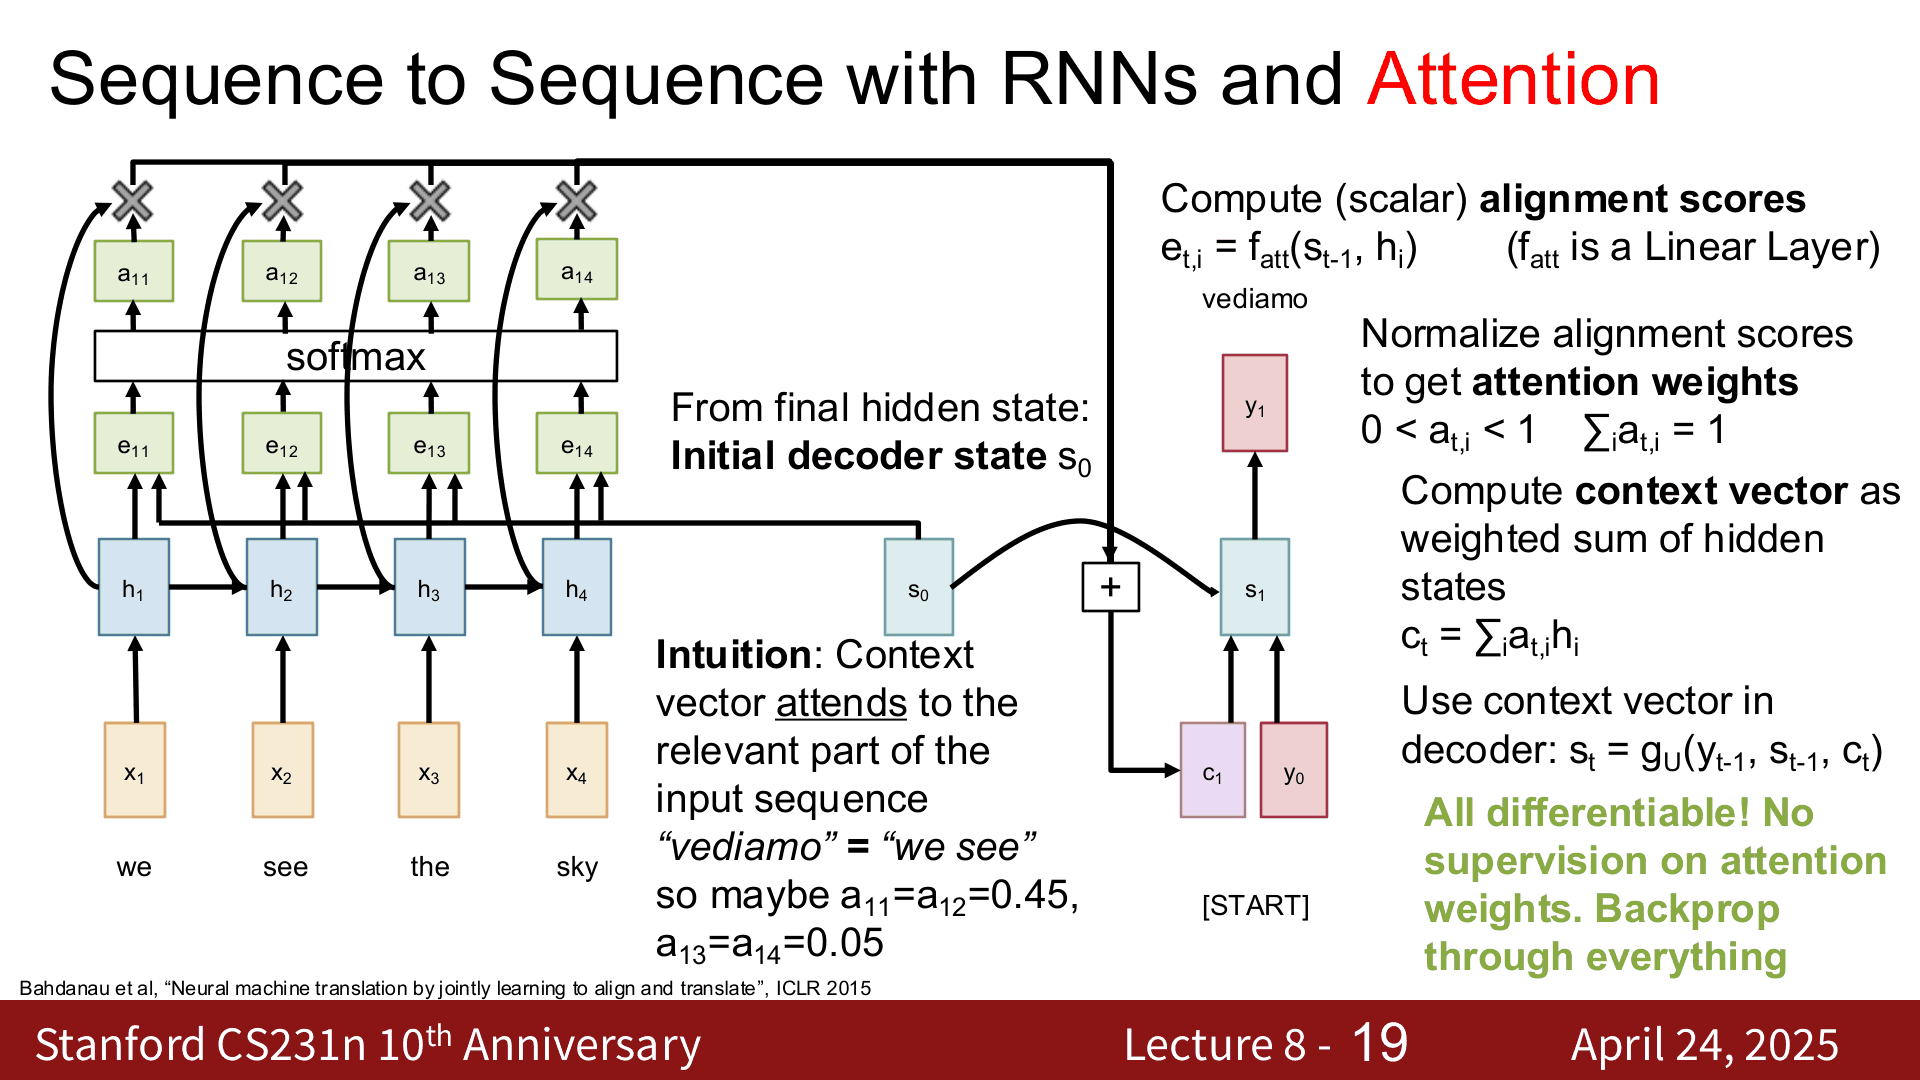 Sequence to Sequence with RNNs and Attention
a11 a12 a13 a14
softmax
e11 e12 e13 e14
h1 h2 h3 h4
x1 x2 x3 x4
we see the sky
From final hidden state:
Initial decoder state s0
s0
+
s1
vediamo
y1
c1 y0
[START]
Intuition: Context
vector attends to the
relevant part of the
input sequence
“vediamo” = “we see”
so maybe a11=a12=0.45,
a13=a14=0.05
Compute (scalar) alignment scores
et,i = fatt(st-1, hi) (fatt is a Linear Layer)
Normalize alignment scores
to get attention weights
0 < at,i < 1 ∑iat,i = 1
Compute context vector as
weighted sum of hidden
states
ct = ∑iat,ihi
Use context vector in
decoder: st = gU(yt-1, st-1, ct)
All differentiable! No
supervision on attention
weights. Backprop
through everything
Bahdanau et al, “Neural machine translation by jointly learning to align and translate”, ICLR 2015
Stanford CS231n 10th Anniversary Lecture 8 - 19 April 24, 2025